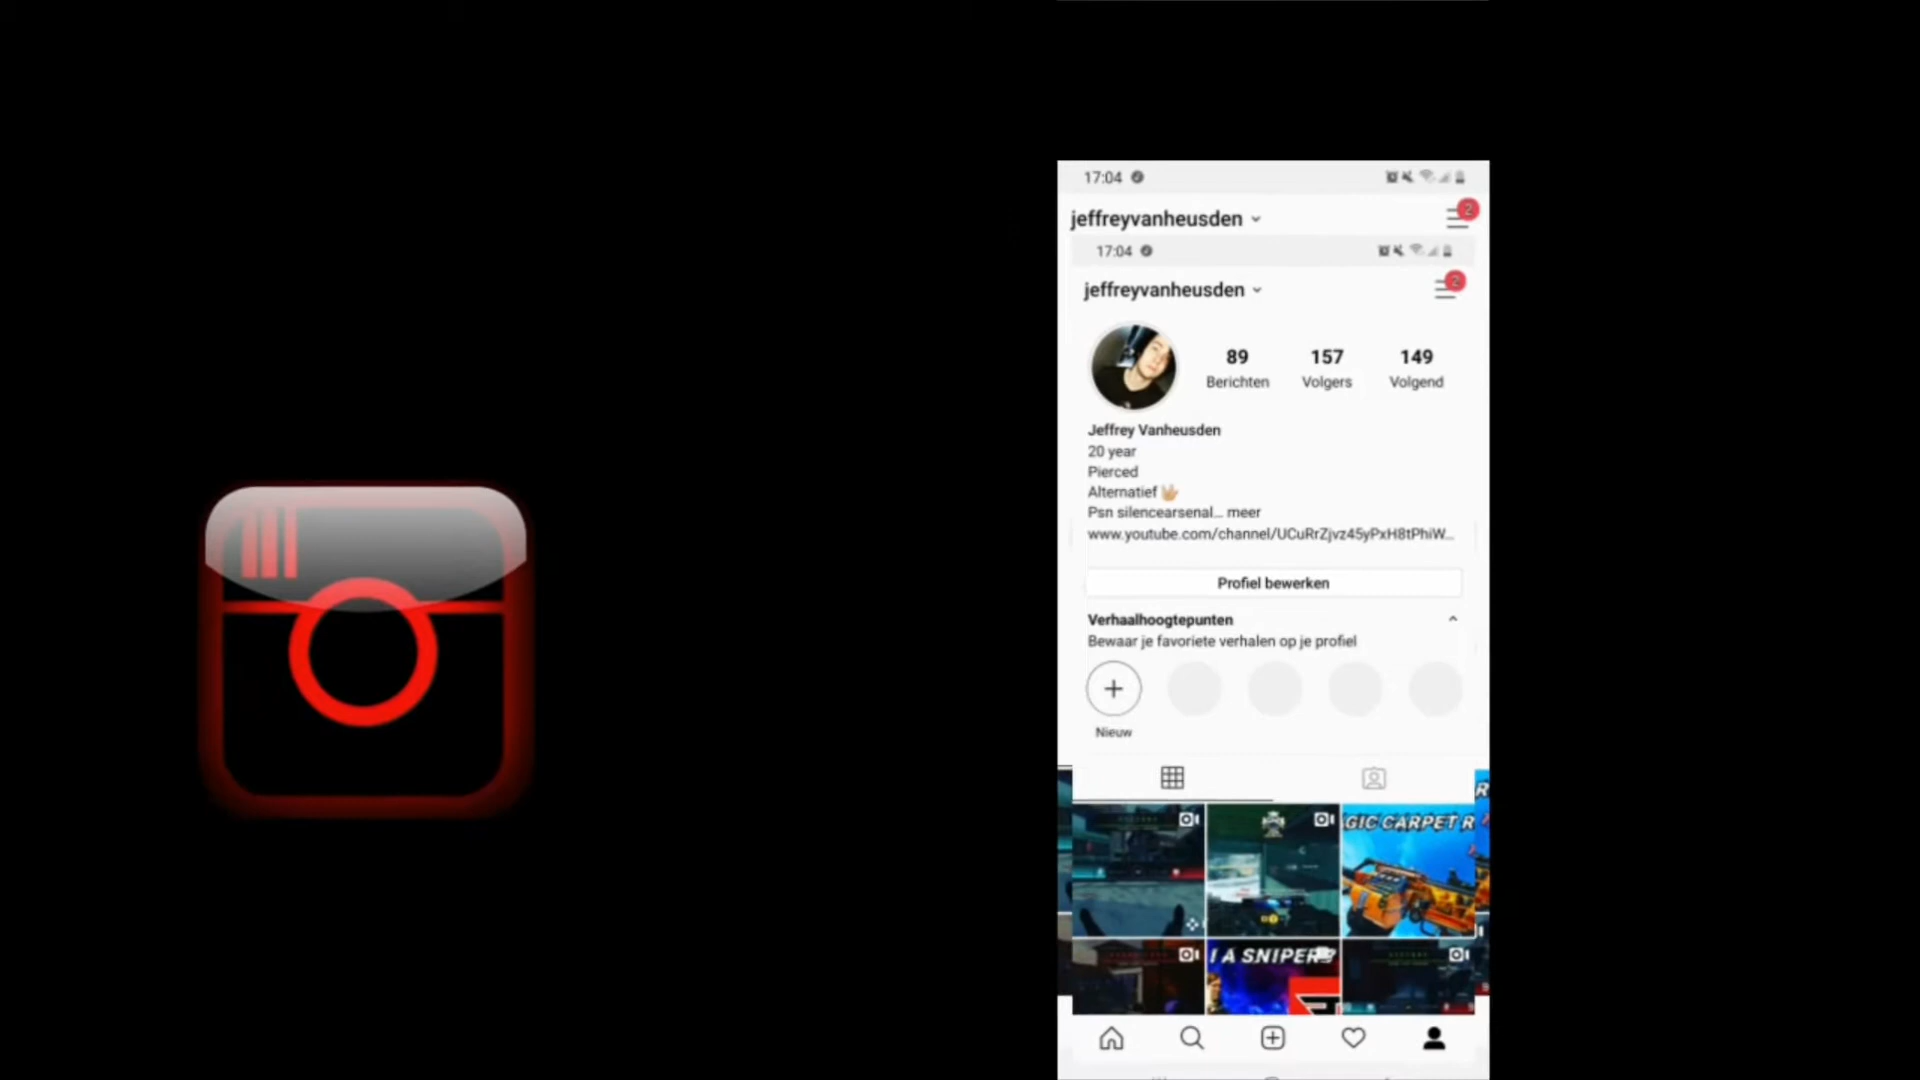 17:04
jeffreyvanheusden
2
17:04
jeffreyvanheusden
2
89 157 149
Berichten Volgers Volgend
Jeffrey Vanheusden
20 year
Pierced
Alternatief 🤟🏼
Psn silencearsenal... meer
www.youtube.com/channel/UCuRrZjvz45yPxH8tPhiW...
Profiel bewerken
Verhaalhoogtepunten
Bewaar je favoriete verhalen op je profiel
Nieuw
GIC CARPET R
I A SNIPER?